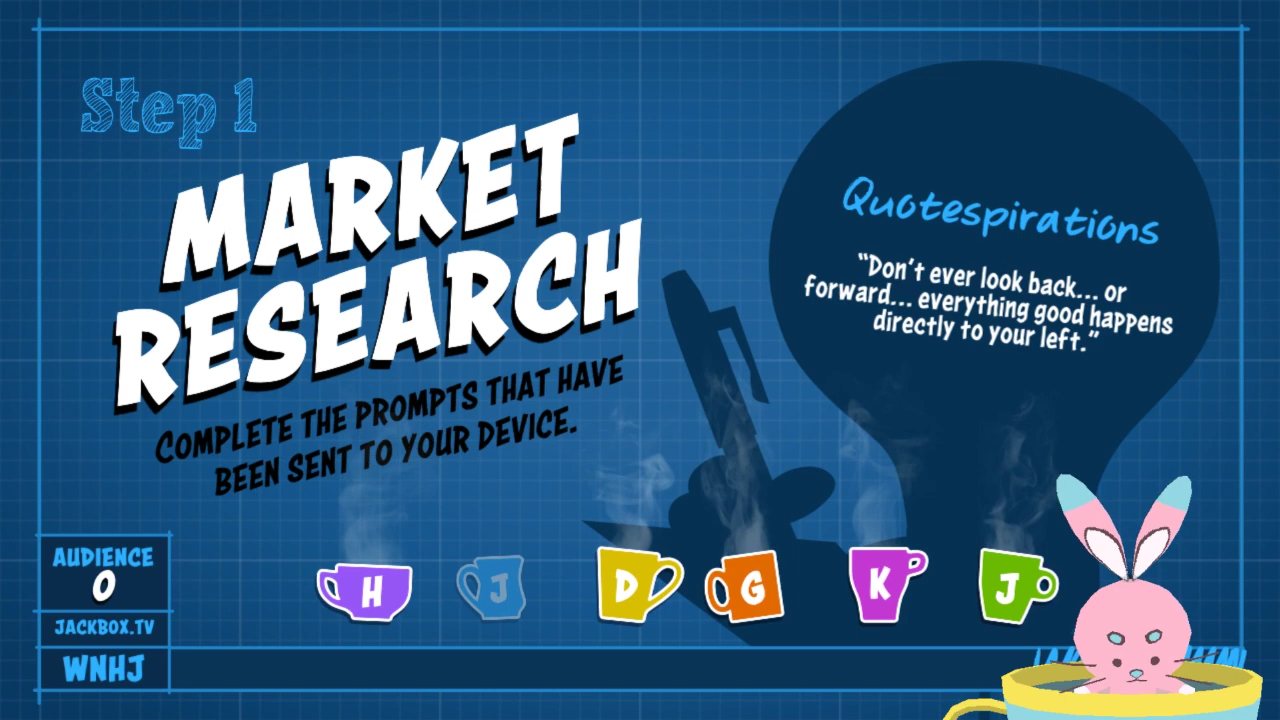 Step 1
MARKET
RESEARCH
COMPLETE THE PROMPTS THAT HAVE
BEEN SENT TO YOUR DEVICE.
Quotespirations
“Don’t ever look back... or
forward... everything good happens
directly to your left.”
H
J
D
G
K
J
AUDIENCE
0
JACKBOX.TV
WNHJ